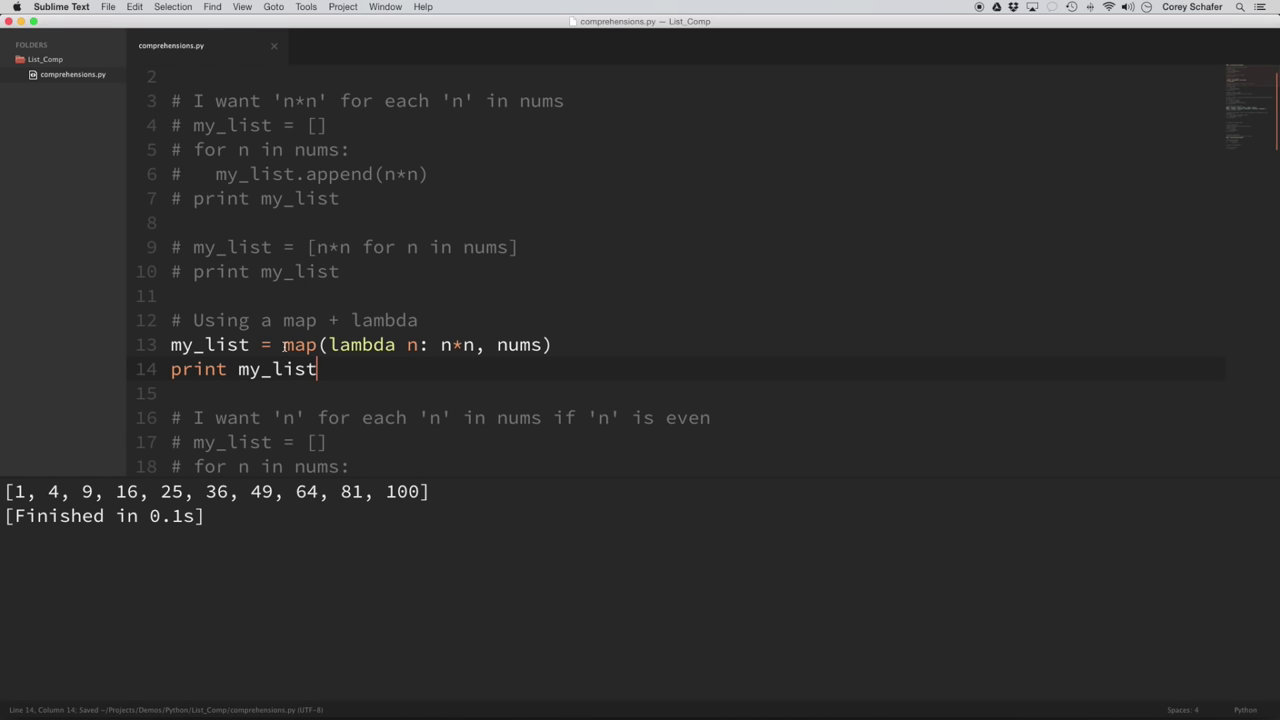 Sublime Text File Edit Selection Find View Goto Tools Project Window Help Corey Schafer
comprehensions.py — List_Comp
FOLDERS
List_Comp
comprehensions.py
comprehensions.py
2
3 # I want 'n*n' for each 'n' in nums
4 # my_list = []
5 # for n in nums:
6 #   my_list.append(n*n)
7 # print my_list
8
9 # my_list = [n*n for n in nums]
10 # print my_list
11
12 # Using a map + lambda
13 my_list = map(lambda n: n*n, nums)
14 print my_list
15
16 # I want 'n' for each 'n' in nums if 'n' is even
17 # my_list = []
18 # for n in nums:
[1, 4, 9, 16, 25, 36, 49, 64, 81, 100]
[Finished in 0.1s]
Line 14, Column 14, Saved ~/Projects/Demos/Python/List_Comp/comprehensions.py (UTF-8) Spaces: 4 Python